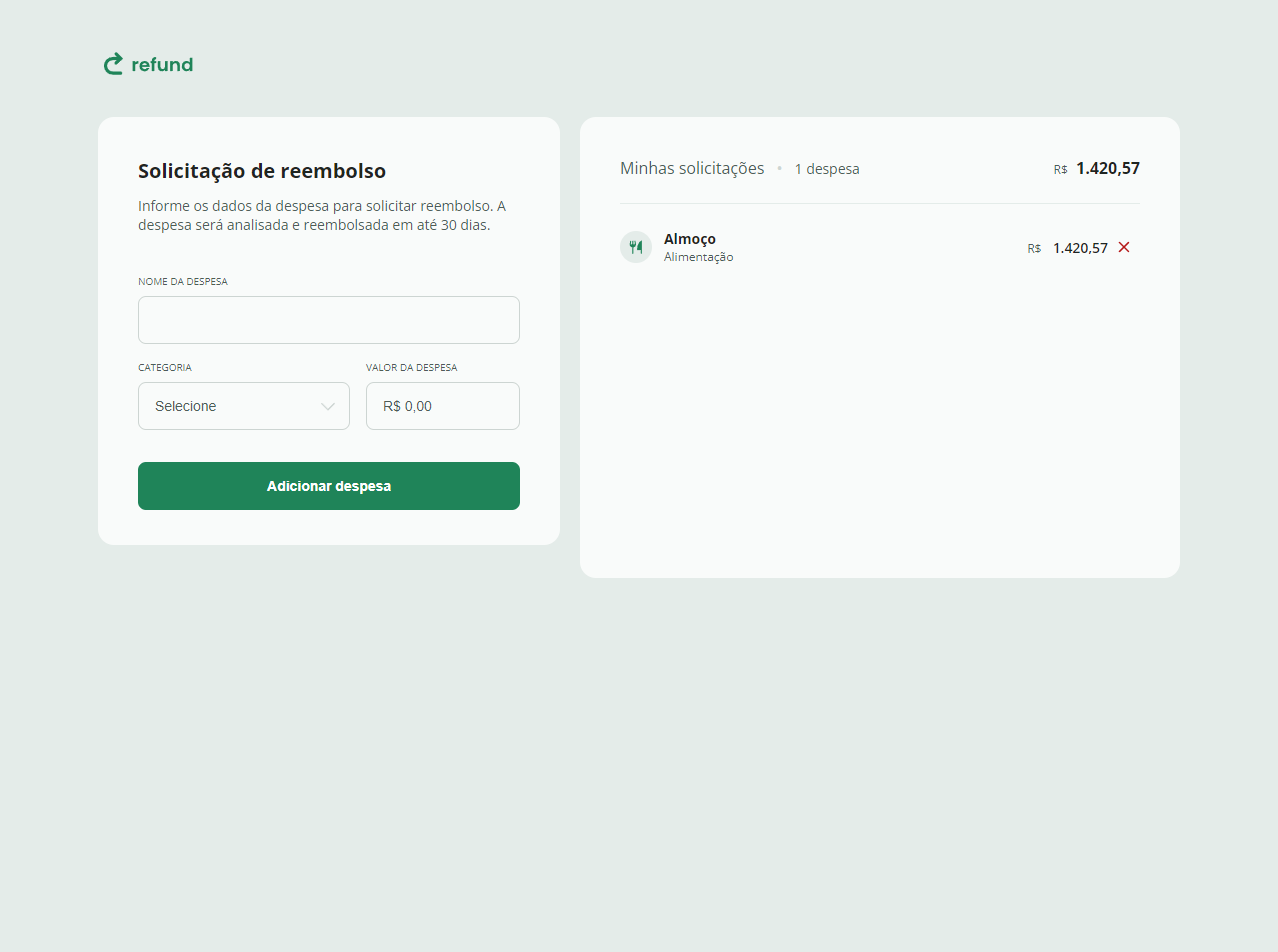 refund
Solicitação de reembolso
Informe os dados da despesa para solicitar reembolso. A
despesa será analisada e reembolsada em até 30 dias.
NOME DA DESPESA
CATEGORIA VALOR DA DESPESA
Selecione R$ 0,00
Adicionar despesa
Minhas solicitações • 1 despesa R$ 1.420,57
Almoço
Alimentação
R$ 1.420,57